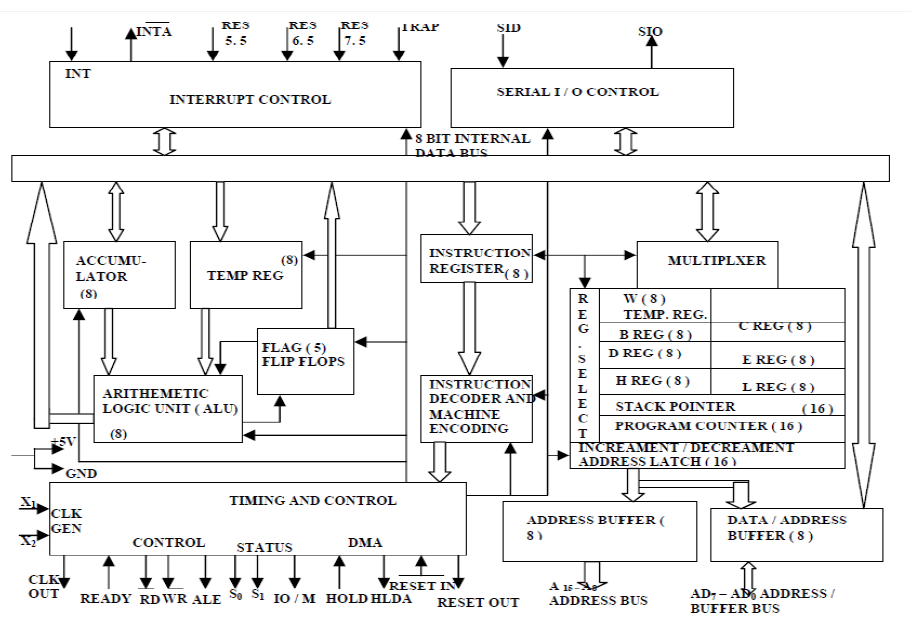 INTA
RES
5. 5
RES
6. 5
RES
7. 5
TRAP
SID
SIO
INT
INTERRUPT CONTROL
SERIAL I / O CONTROL
8 BIT INTERNAL
DATA BUS
ACCUMU-
LATOR
(8)
(8)
TEMP REG
INSTRUCTION
REGISTER ( 8 )
MULTIPLXER
R
E
G
.
S
E
L
E
C
T
W ( 8 )
TEMP. REG.
B REG ( 8 )
C REG ( 8 )
D REG ( 8 )
E REG ( 8 )
H REG ( 8 )
L REG ( 8 )
STACK POINTER ( 16 )
PROGRAM COUNTER ( 16 )
INCREAMENT / DECREAMENT
ADDRESS LATCH ( 16 )
FLAG ( 5 )
FLIP FLOPS
ARITHEMETIC
LOGIC UNIT ( ALU)
(8)
INSTRUCTION
DECODER AND
MACHINE
ENCODING
+5V
GND
X1
X2
CLK
GEN
TIMING AND CONTROL
CONTROL
STATUS
DMA
ADDRESS BUFFER (
8 )
DATA / ADDRESS
BUFFER ( 8 )
CLK
OUT
READY
RD
WR
ALE
S0
S1
IO / M
HOLD
HLDA
RESET IN
RESET OUT
A 15 – A8
ADDRESS BUS
AD7 – AD0 ADDRESS /
BUFFER BUS